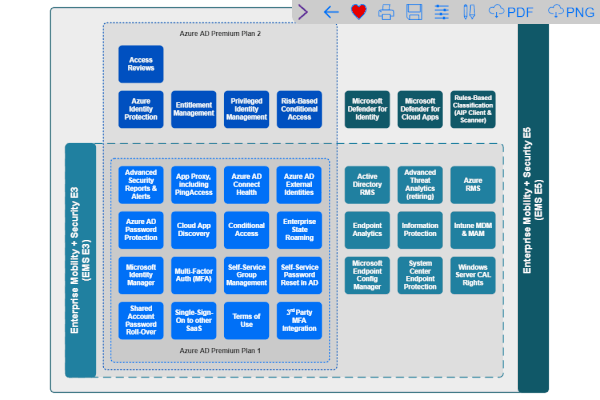 PDF
PNG
Azure AD Premium Plan 2
Access
Reviews
Azure
Identity
Protection
Entitlement
Management
Privileged
Identity
Management
Risk-Based
Conditional
Access
Microsoft
Defender for
Identity
Microsoft
Defender for
Cloud Apps
Rules-Based
Classification
(AIP Client &
Scanner)
Enterprise Mobility + Security E3
(EMS E3)
Enterprise Mobility + Security E5
(EMS E5)
Advanced
Security
Reports &
Alerts
App Proxy,
including
PingAccess
Azure AD
Connect
Health
Azure AD
External
Identities
Active
Directory
RMS
Advanced
Threat
Analytics
(retiring)
Azure
RMS
Azure AD
Password
Protection
Cloud App
Discovery
Conditional
Access
Enterprise
State
Roaming
Endpoint
Analytics
Information
Protection
Intune MDM
& MAM
Microsoft
Identity
Manager
Multi-Factor
Auth (MFA)
Self-Service
Group
Management
Self-Service
Password
Reset in AD
Microsoft
Endpoint
Config
Manager
System
Center
Endpoint
Protection
Windows
Server CAL
Rights
Shared
Account
Password
Roll-Over
Single-Sign-
On to other
SaaS
Terms of
Use
3rd Party
MFA
Integration
Azure AD Premium Plan 1